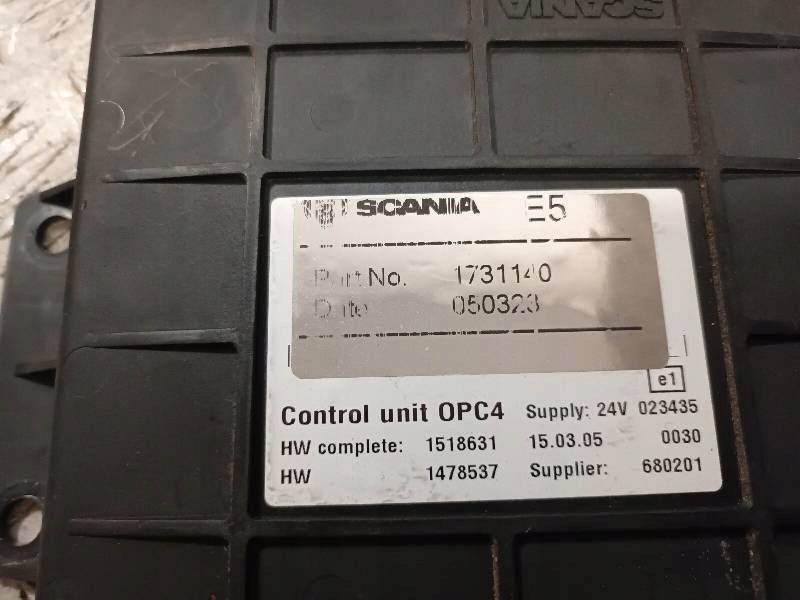 SCANIA
SCANIA E5
Part No. 1731140
Date 050323
e1
Control unit OPC4 Supply: 24V 023435
HW complete: 1518631 15.03.05 0030
HW 1478537 Supplier: 680201